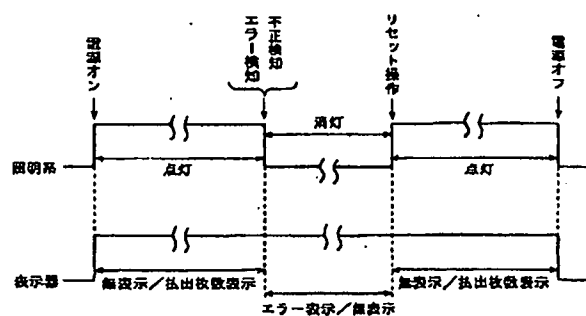 電源オン
不正検知
エラー検知
リセット操作
電源オフ
消灯
照明系
点灯
点灯
表示器
無表示/払出枚数表示
無表示/払出枚数表示
エラー表示/無表示